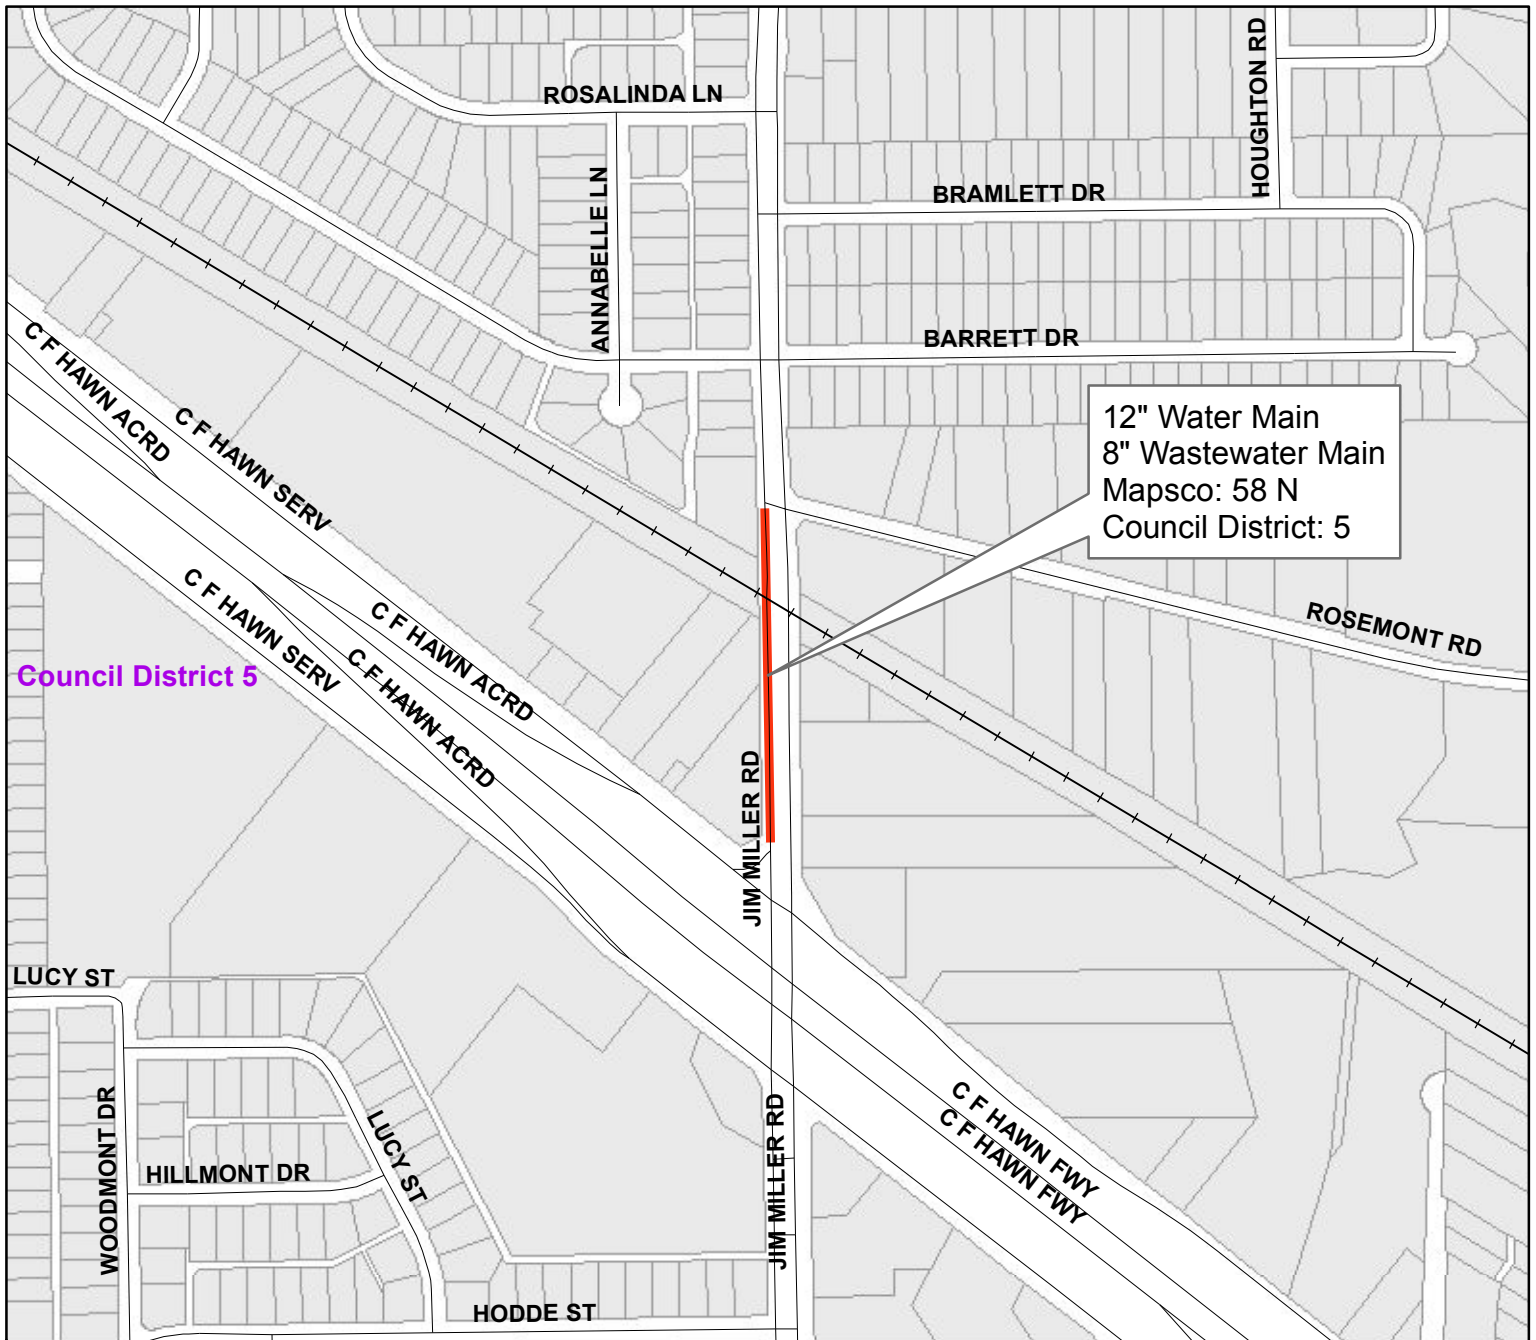 ROSALINDA LN
HOUGHTON RD
ANNABELLE LN
BRAMLETT DR
BARRETT DR
C F HAWN ACRD
C F HAWN SERV
12" Water Main
8" Wastewater Main
Mapsco: 58 N
Council District: 5
C F HAWN SERV
C F HAWN ACRD
C F HAWN ACRD
ROSEMONT RD
Council District 5
JIM MILLER RD
LUCY ST
WOODMONT DR
LUCY ST
HILLMONT DR
JIM MILLER RD
C F HAWN FWY
C F HAWN FWY
HODDE ST